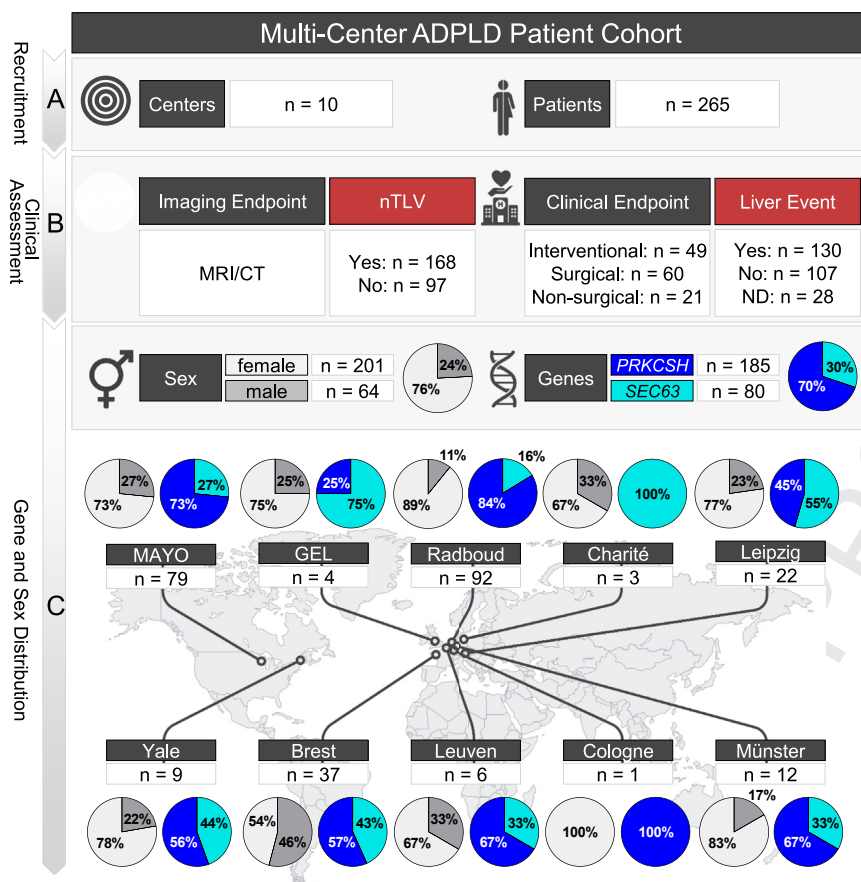 Multi-Center ADPLD Patient Cohort
Recruitment
A
Centers
n = 10
Patients
n = 265
Clinical
Assessment
B
Imaging Endpoint
nTLV
Clinical Endpoint
Liver Event
MRI/CT
Yes: n = 168
No: n = 97
Interventional: n = 49
Surgical: n = 60
Non-surgical: n = 21
Yes: n = 130
No: n = 107
ND: n = 28
Gene and Sex Distribution
C
Sex
female
n = 201
male
n = 64
24%
76%
Genes
PRKCSH
n = 185
SEC63
n = 80
30%
70%
27%
73%
27%
73%
25%
75%
25%
75%
11%
89%
16%
84%
33%
67%
100%
23%
77%
45%
55%
MAYO
n = 79
GEL
n = 4
Radboud
n = 92
Charité
n = 3
Leipzig
n = 22
Yale
n = 9
Brest
n = 37
Leuven
n = 6
Cologne
n = 1
Münster
n = 12
22%
78%
44%
56%
54%
46%
43%
57%
33%
67%
33%
67%
100%
100%
17%
83%
33%
67%
H